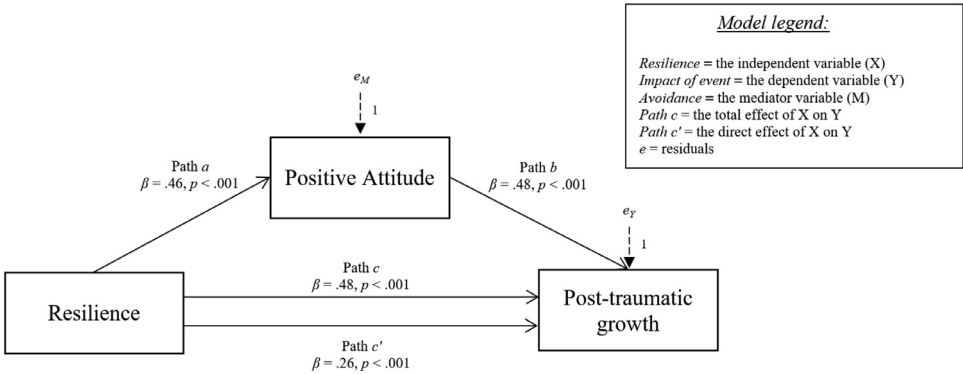 Model legend:
Resilience = the independent variable (X)
Impact of event = the dependent variable (Y)
Avoidance = the mediator variable (M)
Path c = the total effect of X on Y
Path c' = the direct effect of X on Y
e = residuals
eM
1
Path a
β = .46, p < .001
Positive Attitude
Path b
β = .48, p < .001
eY
1
Path c
β = .48, p < .001
Resilience
Post-traumatic
growth
Path c'
β = .26, p < .001